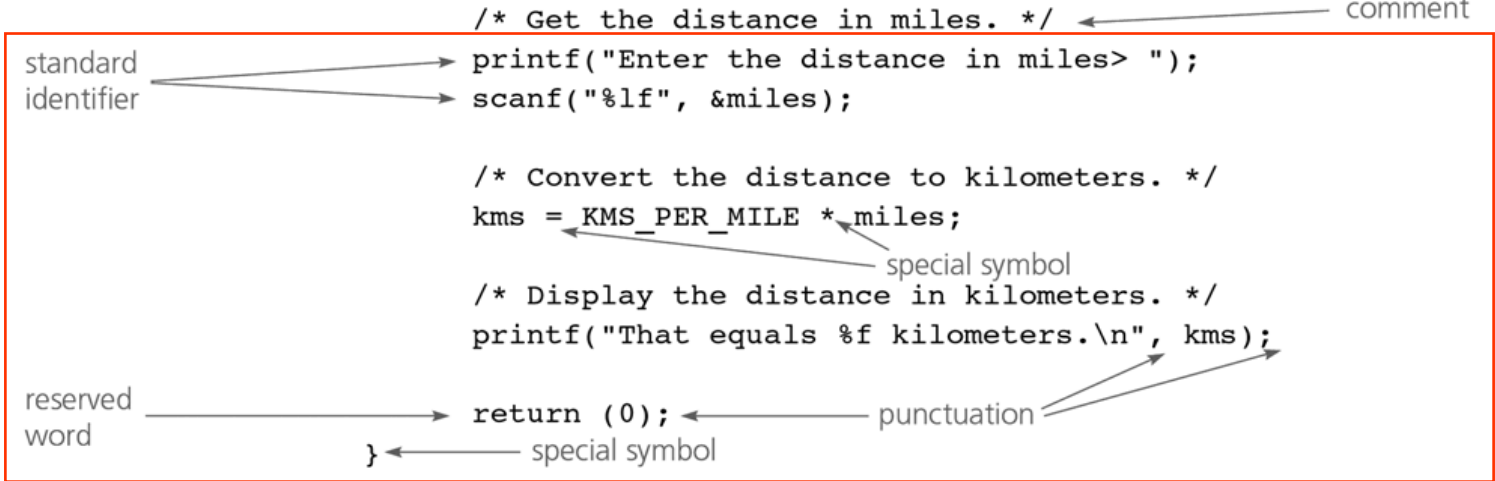 /* Get the distance in miles. */ comment
standard identifier
printf("Enter the distance in miles> ");
scanf("%lf", &miles);
/* Convert the distance to kilometers. */
kms = KMS_PER_MILE * miles;
special symbol
/* Display the distance in kilometers. */
printf("That equals %f kilometers.\n", kms);
reserved word
return (0); punctuation
} special symbol